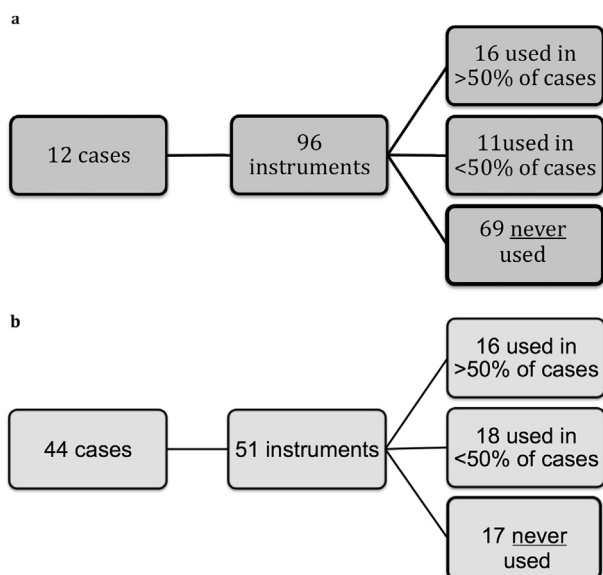 a
16 used in
>50% of cases
12 cases
96
instruments
11used in
<50% of cases
69 never
used
b
16 used in
>50% of cases
44 cases
51 instruments
18 used in
<50% of cases
17 never
used